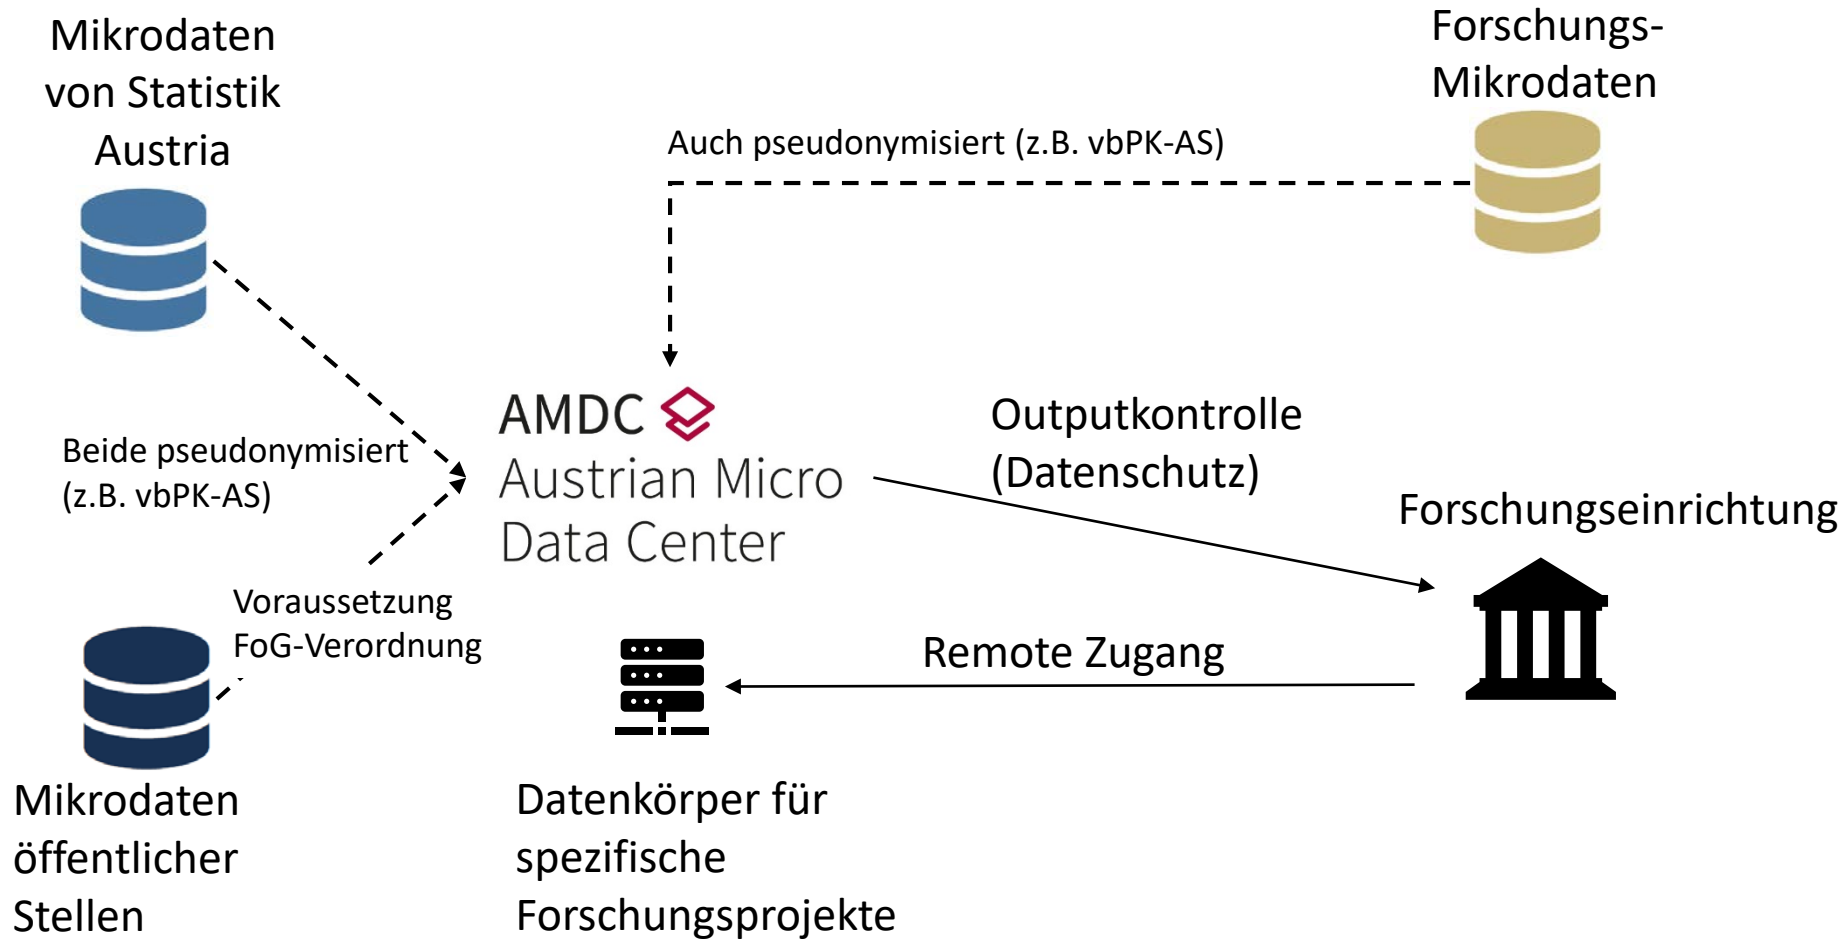 Mikrodaten
von Statistik
Austria
Forschungs-
Mikrodaten
Auch pseudonymisiert (z.B. vbPK-AS)
AMDC
Austrian Micro
Data Center
Beide pseudonymisiert
(z.B. vbPK-AS)
Outputkontrolle
(Datenschutz)
Forschungseinrichtung
Voraussetzung
FoG-Verordnung
Remote Zugang
Mikrodaten
öffentlicher
Stellen
Datenkörper für
spezifische
Forschungsprojekte